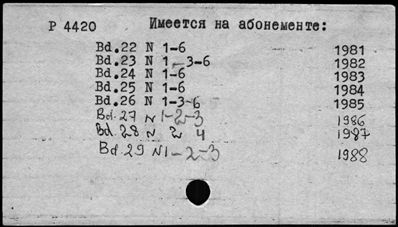 P 4420 Имеется на абонементе:
Bd.22 N 1-6 1981
Bd.23 N 1 - 3-6 1982
Bd.24 N 1-6 1983
Bd.25 N 1-6 1984
Bd.26 N 1-3-6 1985
Bd.27 N 1-2-3 1986
Bd.28 N 2 4 1987
Bd.29 N1-2-3 1988